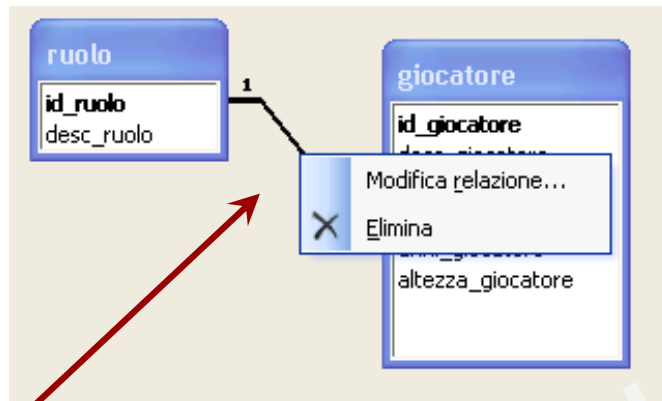 ruolo
id_ruolo
desc_ruolo
1
giocatore
id_giocatore
Modifica relazione...
Elimina
altezza_giocatore